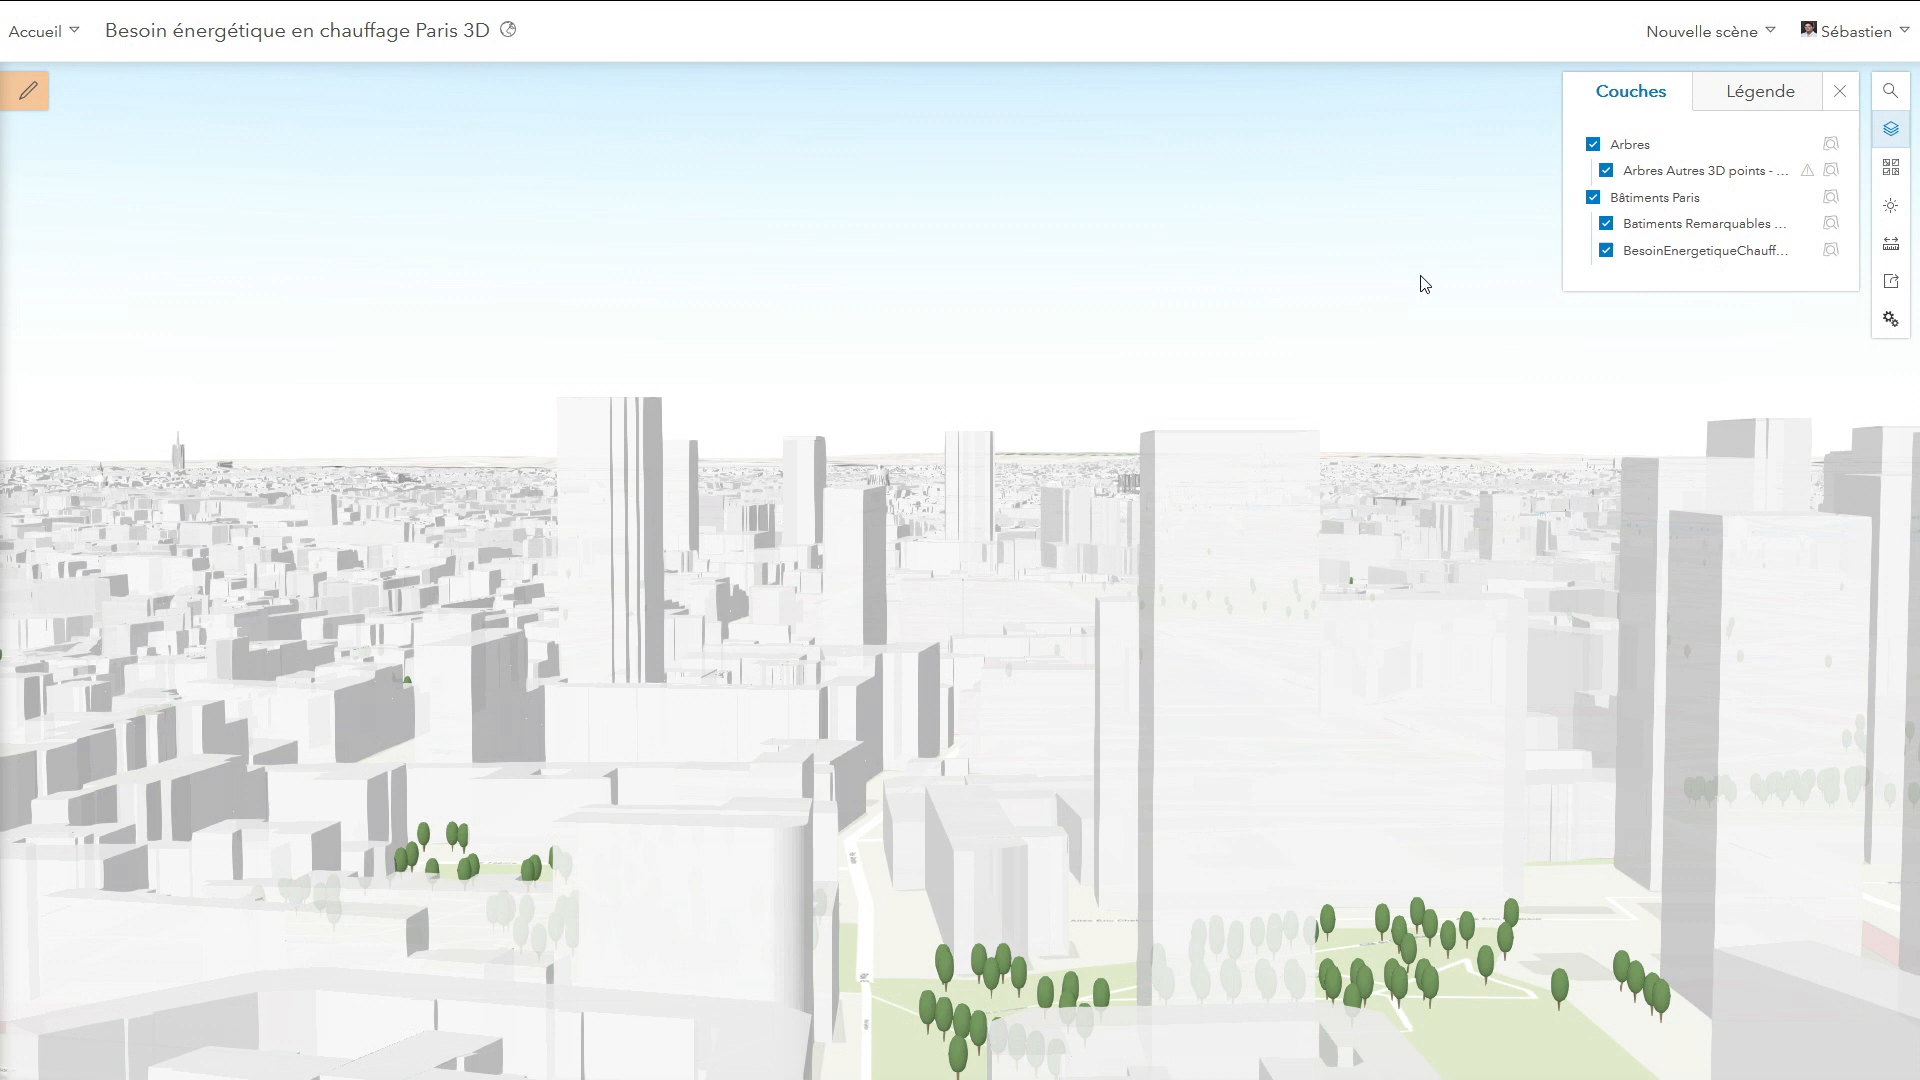 Accueil
Besoin énergétique en chauffage Paris 3D
Nouvelle scène
Sébastien
Couches
Légende
Arbres
Arbres Autres 3D points - ...
Bâtiments Paris
Batiments Remarquables ...
BesoinEnergetiqueChauff...